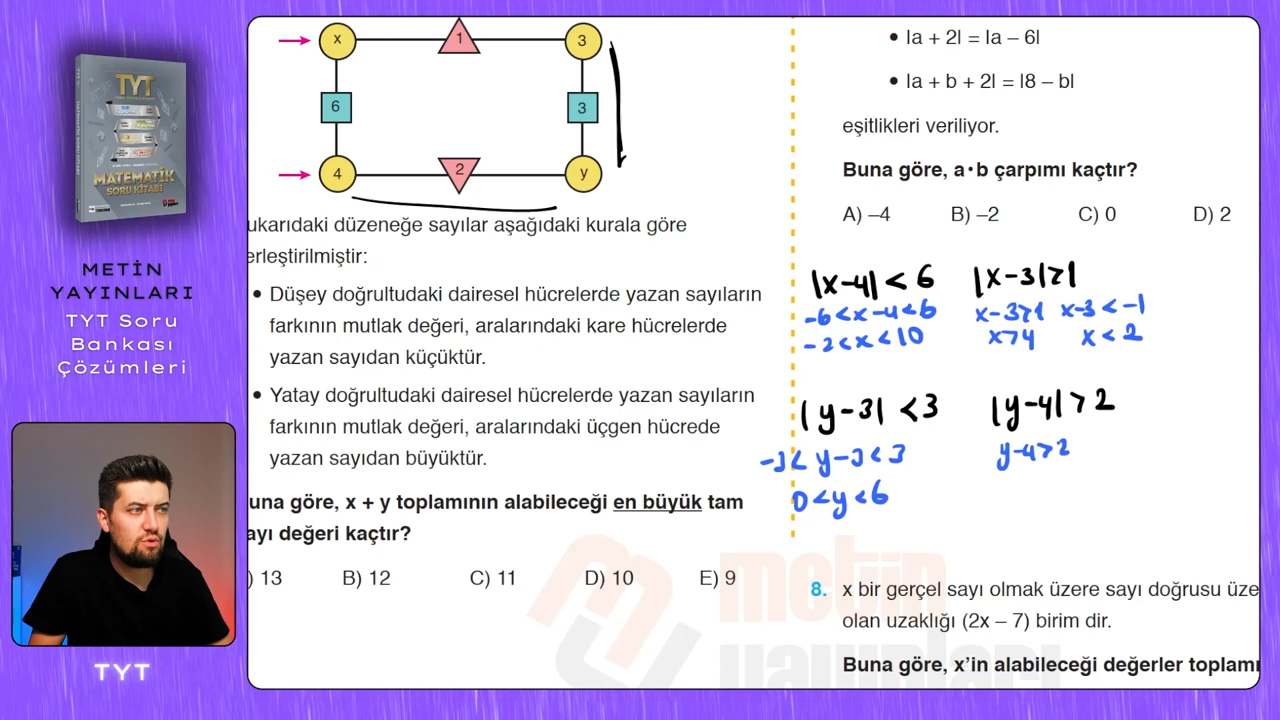 TYT
MATEMATİK
SORU KİTABI
METİN
YAYINLARI
TYT Soru
Bankası
Çözümleri
TYT
x 1 3
6 3
4 2 y
ukarıdaki düzeneğe sayılar aşağıdaki kurala göre
erleştirilmiştir:
• Düşey doğrultudaki dairesel hücrelerde yazan sayıların
farkının mutlak değeri, aralarındaki kare hücrelerde
yazan sayıdan küçüktür.
• Yatay doğrultudaki dairesel hücrelerde yazan sayıların
farkının mutlak değeri, aralarındaki üçgen hücrede
yazan sayıdan büyüktür.
una göre, x + y toplamının alabileceği en büyük tam
ayı değeri kaçtır?
) 13 B) 12 C) 11 D) 10 E) 9
• |a + 2| = |a – 6|
• |a + b + 2| = |8 – b|
eşitlikleri veriliyor.
Buna göre, a·b çarpımı kaçtır?
A) –4 B) –2 C) 0 D) 2
|x-4| < 6 |x-3|>1
-6<x-4<6 x-3>1 x-3<-1
-2<x<10 x>4 x<2
|y-3| <3 |y-4|>2
-3< y-3<3 y-4>2
0<y<6
metin
yayınları
8. x bir gerçel sayı olmak üzere sayı doğrusu üze
olan uzaklığı (2x – 7) birim dir.
Buna göre, x'in alabileceği değerler toplamı